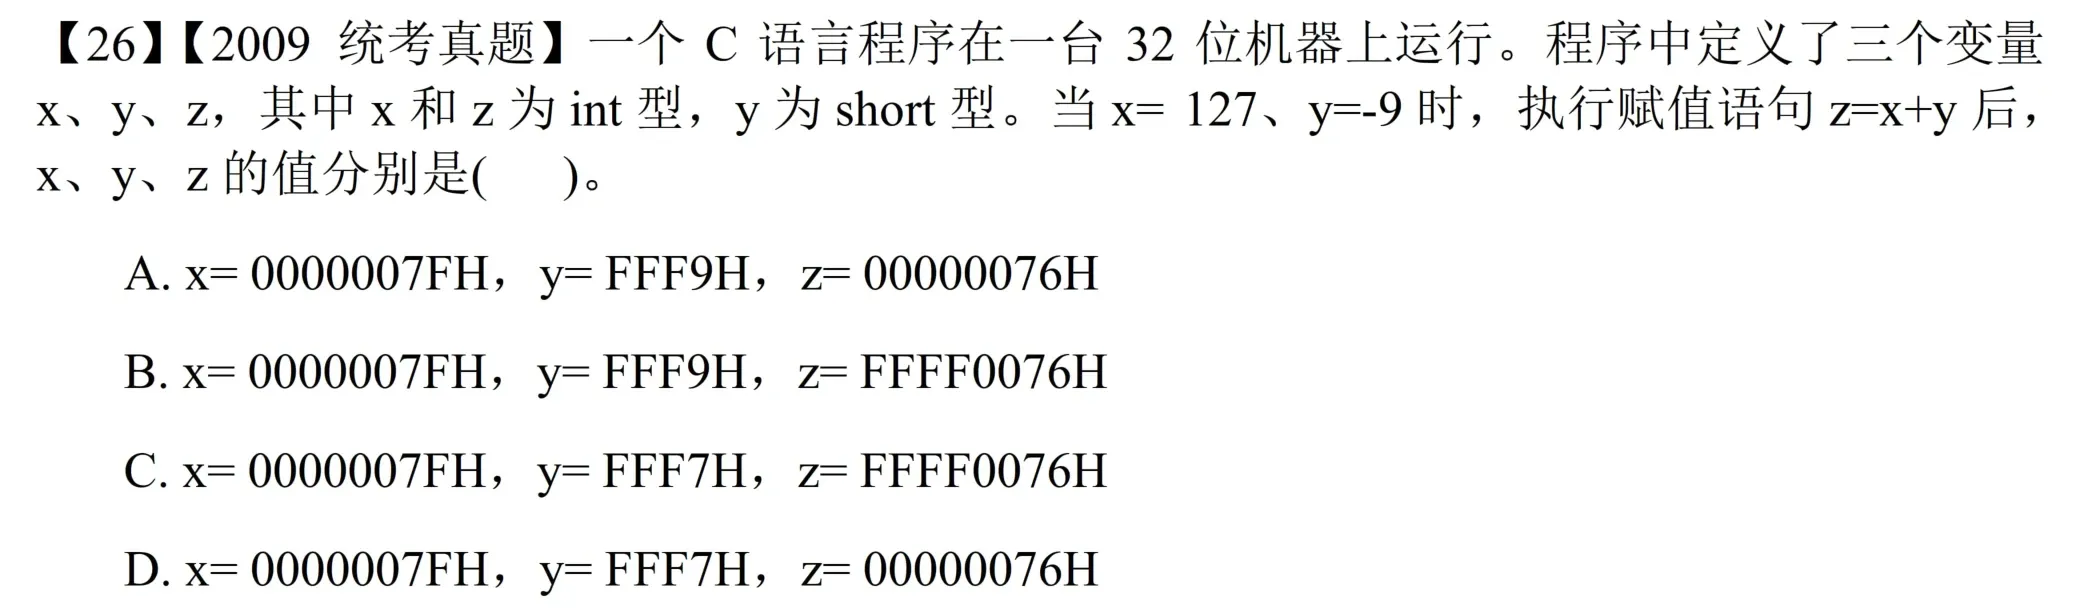 【26】【2009 统考真题】一个 C 语言程序在一台 32 位机器上运行。程序中定义了三个变量
x、y、z，其中 x 和 z 为 int 型，y 为 short 型。当 x= 127、y=-9 时，执行赋值语句 z=x+y 后，
x、y、z 的值分别是( )。
A. x= 0000007FH，y= FFF9H，z= 00000076H
B. x= 0000007FH，y= FFF9H，z= FFFF0076H
C. x= 0000007FH，y= FFF7H，z= FFFF0076H
D. x= 0000007FH，y= FFF7H，z= 00000076H